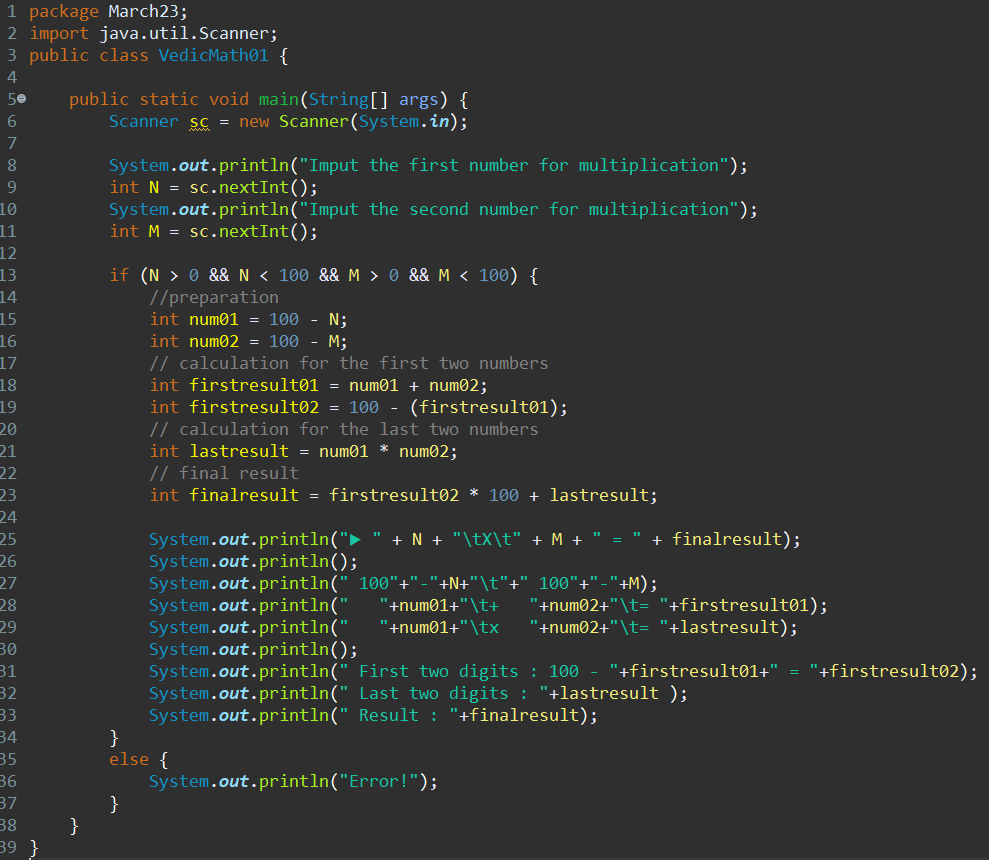 1 package March23;
2 import java.util.Scanner;
3 public class VedicMath01 {
4
5 public static void main(String[] args) {
6 Scanner sc = new Scanner(System.in);
7
8 System.out.println("Imput the first number for multiplication");
9 int N = sc.nextInt();
10 System.out.println("Imput the second number for multiplication");
11 int M = sc.nextInt();
12
13 if (N > 0 && N < 100 && M > 0 && M < 100) {
14 //preparation
15 int num01 = 100 - N;
16 int num02 = 100 - M;
17 // calculation for the first two numbers
18 int firstresult01 = num01 + num02;
19 int firstresult02 = 100 - (firstresult01);
20 // calculation for the last two numbers
21 int lastresult = num01 * num02;
22 // final result
23 int finalresult = firstresult02 * 100 + lastresult;
24
25 System.out.println("▶ " + N + "\tX\t" + M + " = " + finalresult);
26 System.out.println();
27 System.out.println(" 100"+"-"+N+"\t"+" 100"+"-"+M);
28 System.out.println("   "+num01+"\t+   "+num02+"\t= "+firstresult01);
29 System.out.println("   "+num01+"\tx   "+num02+"\t= "+lastresult);
30 System.out.println();
31 System.out.println(" First two digits : 100 - "+firstresult01+" = "+firstresult02);
32 System.out.println(" Last two digits : "+lastresult );
33 System.out.println(" Result : "+finalresult);
34 }
35 else {
36 System.out.println("Error!");
37 }
38 }
39 }